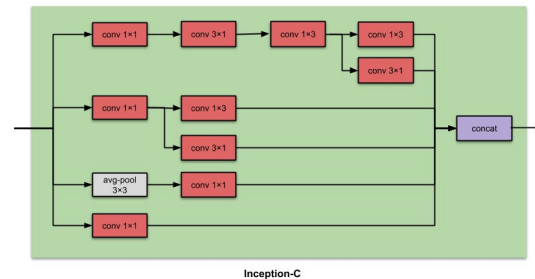 conv 1×1
conv 3×1
conv 1×3
conv 1×3
conv 3×1
conv 1×1
conv 1×3
conv 3×1
concat
avg-pool
3×3
conv 1×1
conv 1×1
Inception-C